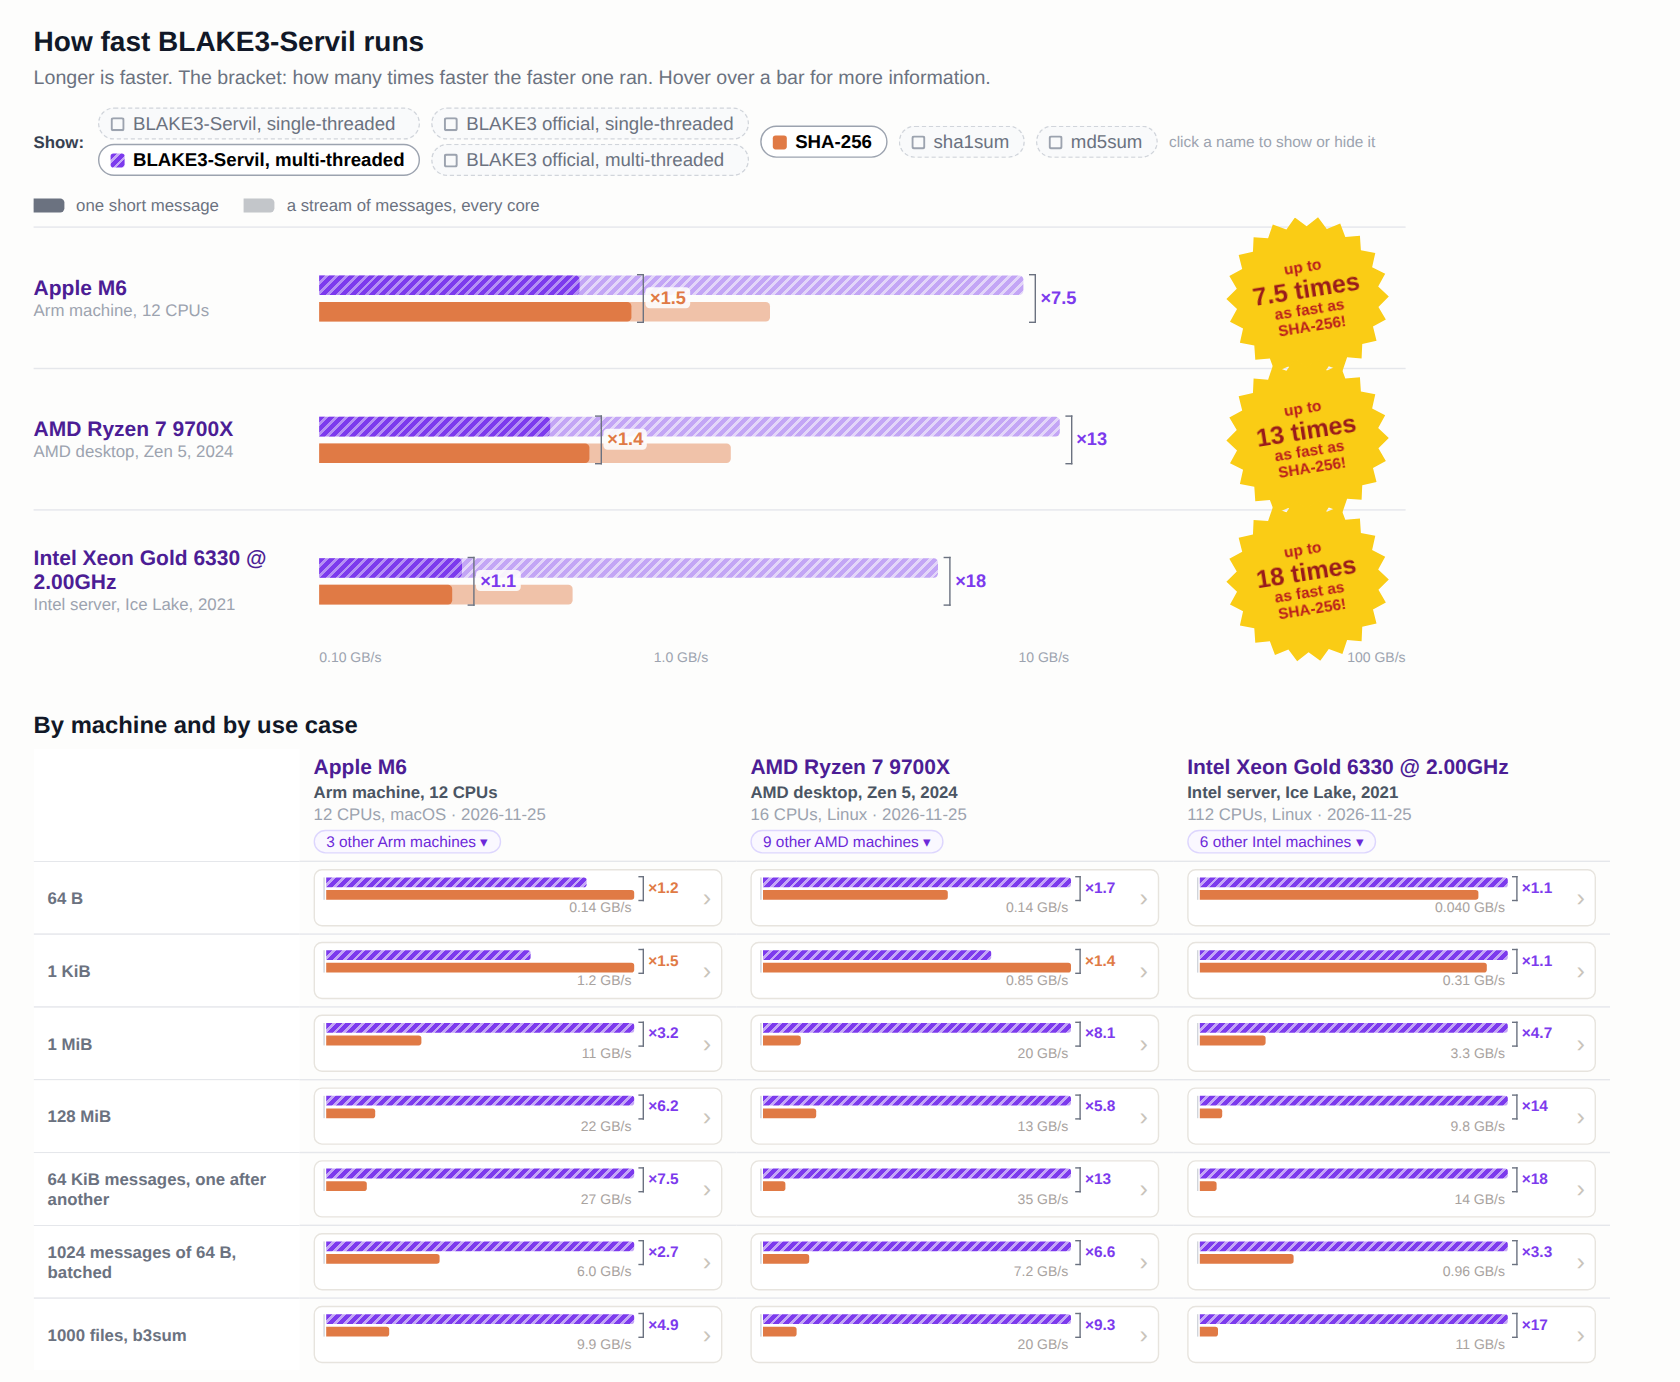 How fast BLAKE3-Servil runs
Longer is faster. The bracket: how many times faster the faster one ran. Hover over a bar for more information.
Show:
BLAKE3-Servil, single-threaded
BLAKE3-Servil, multi-threaded
BLAKE3 official, single-threaded
BLAKE3 official, multi-threaded
SHA-256
sha1sum
md5sum
click a name to show or hide it
one short message
a stream of messages, every core
Apple M6
Arm machine, 12 CPUs
×1.5
×7.5
up to
7.5 times
as fast as
SHA-256!
AMD Ryzen 7 9700X
AMD desktop, Zen 5, 2024
×1.4
×13
up to
13 times
as fast as
SHA-256!
Intel Xeon Gold 6330 @
2.00GHz
Intel server, Ice Lake, 2021
×1.1
×18
up to
18 times
as fast as
SHA-256!
0.10 GB/s
1.0 GB/s
10 GB/s
100 GB/s
By machine and by use case
Apple M6
Arm machine, 12 CPUs
12 CPUs, macOS · 2026-11-25
3 other Arm machines ▾
AMD Ryzen 7 9700X
AMD desktop, Zen 5, 2024
16 CPUs, Linux · 2026-11-25
9 other AMD machines ▾
Intel Xeon Gold 6330 @ 2.00GHz
Intel server, Ice Lake, 2021
112 CPUs, Linux · 2026-11-25
6 other Intel machines ▾
64 B
×1.2
0.14 GB/s
×1.7
0.14 GB/s
×1.1
0.040 GB/s
1 KiB
×1.5
1.2 GB/s
×1.4
0.85 GB/s
×1.1
0.31 GB/s
1 MiB
×3.2
11 GB/s
×8.1
20 GB/s
×4.7
3.3 GB/s
128 MiB
×6.2
22 GB/s
×5.8
13 GB/s
×14
9.8 GB/s
64 KiB messages, one after
another
×7.5
27 GB/s
×13
35 GB/s
×18
14 GB/s
1024 messages of 64 B,
batched
×2.7
6.0 GB/s
×6.6
7.2 GB/s
×3.3
0.96 GB/s
1000 files, b3sum
×4.9
9.9 GB/s
×9.3
20 GB/s
×17
11 GB/s